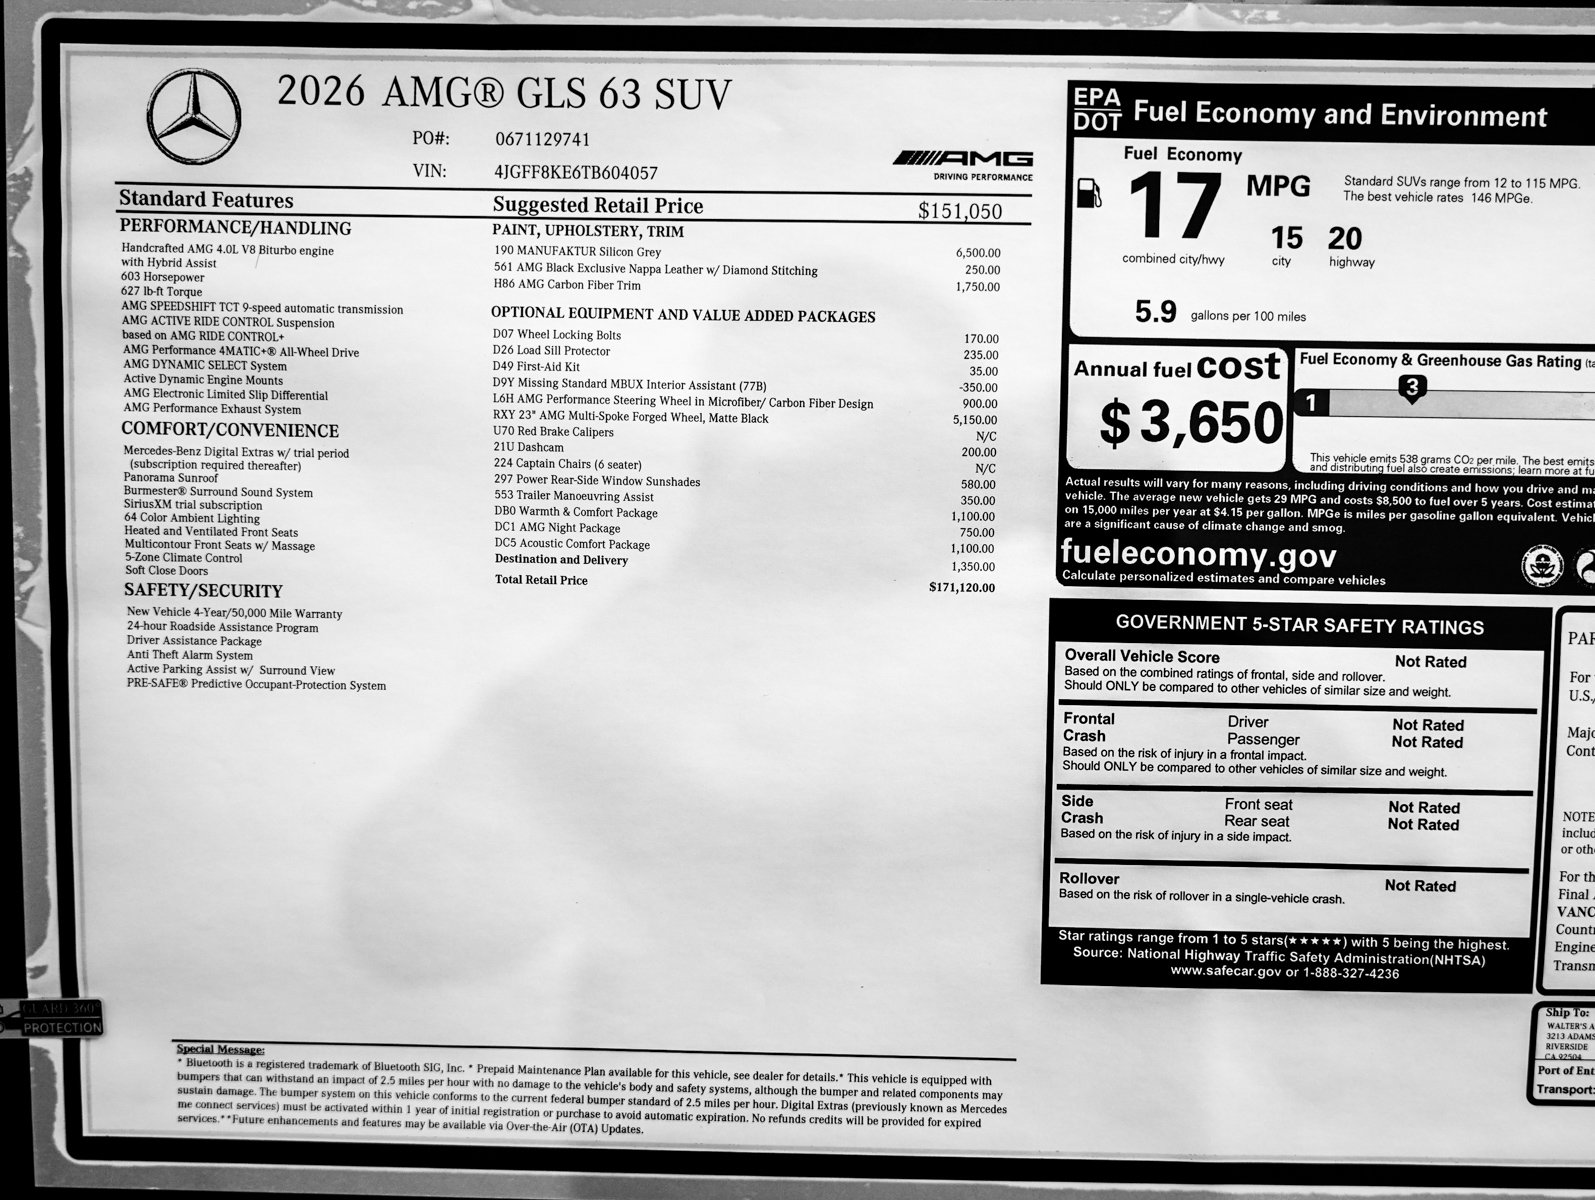 2026 AMG® GLS 63 SUV
PO#: 0671129741
VIN: 4JGFF8KE6TB604057
AMG
DRIVING PERFORMANCE
Standard Features
PERFORMANCE/HANDLING
Handcrafted AMG 4.0L V8 Biturbo engine
with Hybrid Assist
603 Horsepower
627 lb-ft Torque
AMG SPEEDSHIFT TCT 9-speed automatic transmission
AMG ACTIVE RIDE CONTROL Suspension
based on AMG RIDE CONTROL+
AMG Performance 4MATIC+® All-Wheel Drive
AMG DYNAMIC SELECT System
Active Dynamic Engine Mounts
AMG Electronic Limited Slip Differential
AMG Performance Exhaust System
COMFORT/CONVENIENCE
Mercedes-Benz Digital Extras w/ trial period
(subscription required thereafter)
Panorama Sunroof
Burmester® Surround Sound System
SiriusXM trial subscription
64 Color Ambient Lighting
Heated and Ventilated Front Seats
Multicontour Front Seats w/ Massage
5-Zone Climate Control
Soft Close Doors
SAFETY/SECURITY
New Vehicle 4-Year/50,000 Mile Warranty
24-hour Roadside Assistance Program
Driver Assistance Package
Anti Theft Alarm System
Active Parking Assist w/ Surround View
PRE-SAFE® Predictive Occupant-Protection System
Suggested Retail Price $151,050
PAINT, UPHOLSTERY, TRIM
190 MANUFAKTUR Silicon Grey 6,500.00
561 AMG Black Exclusive Nappa Leather w/ Diamond Stitching 250.00
H86 AMG Carbon Fiber Trim 1,750.00
OPTIONAL EQUIPMENT AND VALUE ADDED PACKAGES
D07 Wheel Locking Bolts 170.00
D26 Load Sill Protector 235.00
D49 First-Aid Kit 35.00
D9Y Missing Standard MBUX Interior Assistant (77B) -350.00
L6H AMG Performance Steering Wheel in Microfiber/ Carbon Fiber Design 900.00
RXY 23" AMG Multi-Spoke Forged Wheel, Matte Black 5,150.00
U70 Red Brake Calipers N/C
21U Dashcam 200.00
224 Captain Chairs (6 seater) N/C
297 Power Rear-Side Window Sunshades 580.00
553 Trailer Manoeuvring Assist 350.00
DB0 Warmth & Comfort Package 1,100.00
DC1 AMG Night Package 750.00
DC5 Acoustic Comfort Package 1,100.00
Destination and Delivery 1,350.00
Total Retail Price $171,120.00
EPA
DOT
Fuel Economy and Environment
Fuel Economy
17 MPG
combined city/hwy
15 city
20 highway
Standard SUVs range from 12 to 115 MPG.
The best vehicle rates 146 MPGe.
5.9 gallons per 100 miles
Annual fuel cost
$3,650
Fuel Economy & Greenhouse Gas Rating
1
3
This vehicle emits 538 grams CO2 per mile. The best emits
and distributing fuel also create emissions; learn more at
Actual results will vary for many reasons, including driving conditions and how you drive and
vehicle. The average new vehicle gets 29 MPG and costs $8,500 to fuel over 5 years. Cost
on 15,000 miles per year at $4.15 per gallon. MPGe is miles per gasoline gallon equivalent.
are a significant cause of climate change and smog.
fueleconomy.gov
Calculate personalized estimates and compare vehicles
GOVERNMENT 5-STAR SAFETY RATINGS
Overall Vehicle Score Not Rated
Based on the combined ratings of frontal, side and rollover.
Should ONLY be compared to other vehicles of similar size and weight.
Frontal Driver Not Rated
Crash Passenger Not Rated
Based on the risk of injury in a frontal impact.
Should ONLY be compared to other vehicles of similar size and weight.
Side Front seat Not Rated
Crash Rear seat Not Rated
Based on the risk of injury in a side impact.
Rollover Not Rated
Based on the risk of rollover in a single-vehicle crash.
Star ratings range from 1 to 5 stars(★★★★★) with 5 being the highest.
Source: National Highway Traffic Safety Administration(NHTSA)
www.safecar.gov or 1-888-327-4236
For
U.S.
NOTE
or
For
Final
Ship To:
WALTER'S
3213 ADAMS
RIVERSIDE
CA 92504
Port of
GUARD 360°
PROTECTION
Special Message:
* Bluetooth is a registered trademark of Bluetooth SIG, Inc. * Prepaid Maintenance Plan available for this vehicle, see dealer for details.* This vehicle is equipped with
bumpers that can withstand an impact of 2.5 miles per hour with no damage to the vehicle's body and safety systems, although the bumper and related components may
sustain damage. The bumper system on this vehicle conforms to the current federal bumper standard of 2.5 miles per hour. Digital Extras (previously known as Mercedes
me connect services) must be activated within 1 year of initial registration or purchase to avoid automatic expiration. No refunds credits will be provided for expired
services.**Future enhancements and features may be available via Over-the-Air (OTA) Updates.